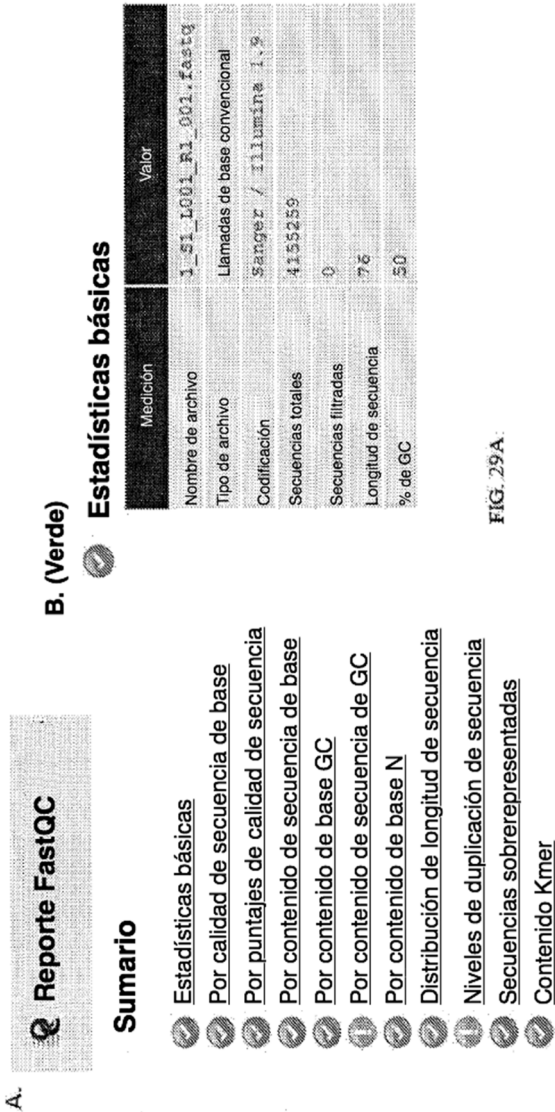 A.
Reporte FastQC
Sumario
Estadísticas básicas
Por calidad de secuencia de base
Por puntajes de calidad de secuencia
Por contenido de secuencia de base
Por contenido de base GC
Por contenido de secuencia de GC
Por contenido de base N
Distribución de longitud de secuencia
Niveles de duplicación de secuencia
Secuencias sobrerepresentadas
Contenido Kmer
B. (Verde)
Estadísticas básicas
Medición Valor
Nombre de archivo 1_S1_L001_R1_001.fastq
Tipo de archivo Llamadas de base convencional
Codificación Sanger / Illumina 1.9
Secuencias totales 4155259
Secuencias filtradas 0
Longitud de secuencia 76
% de GC 50
FIG. 29A